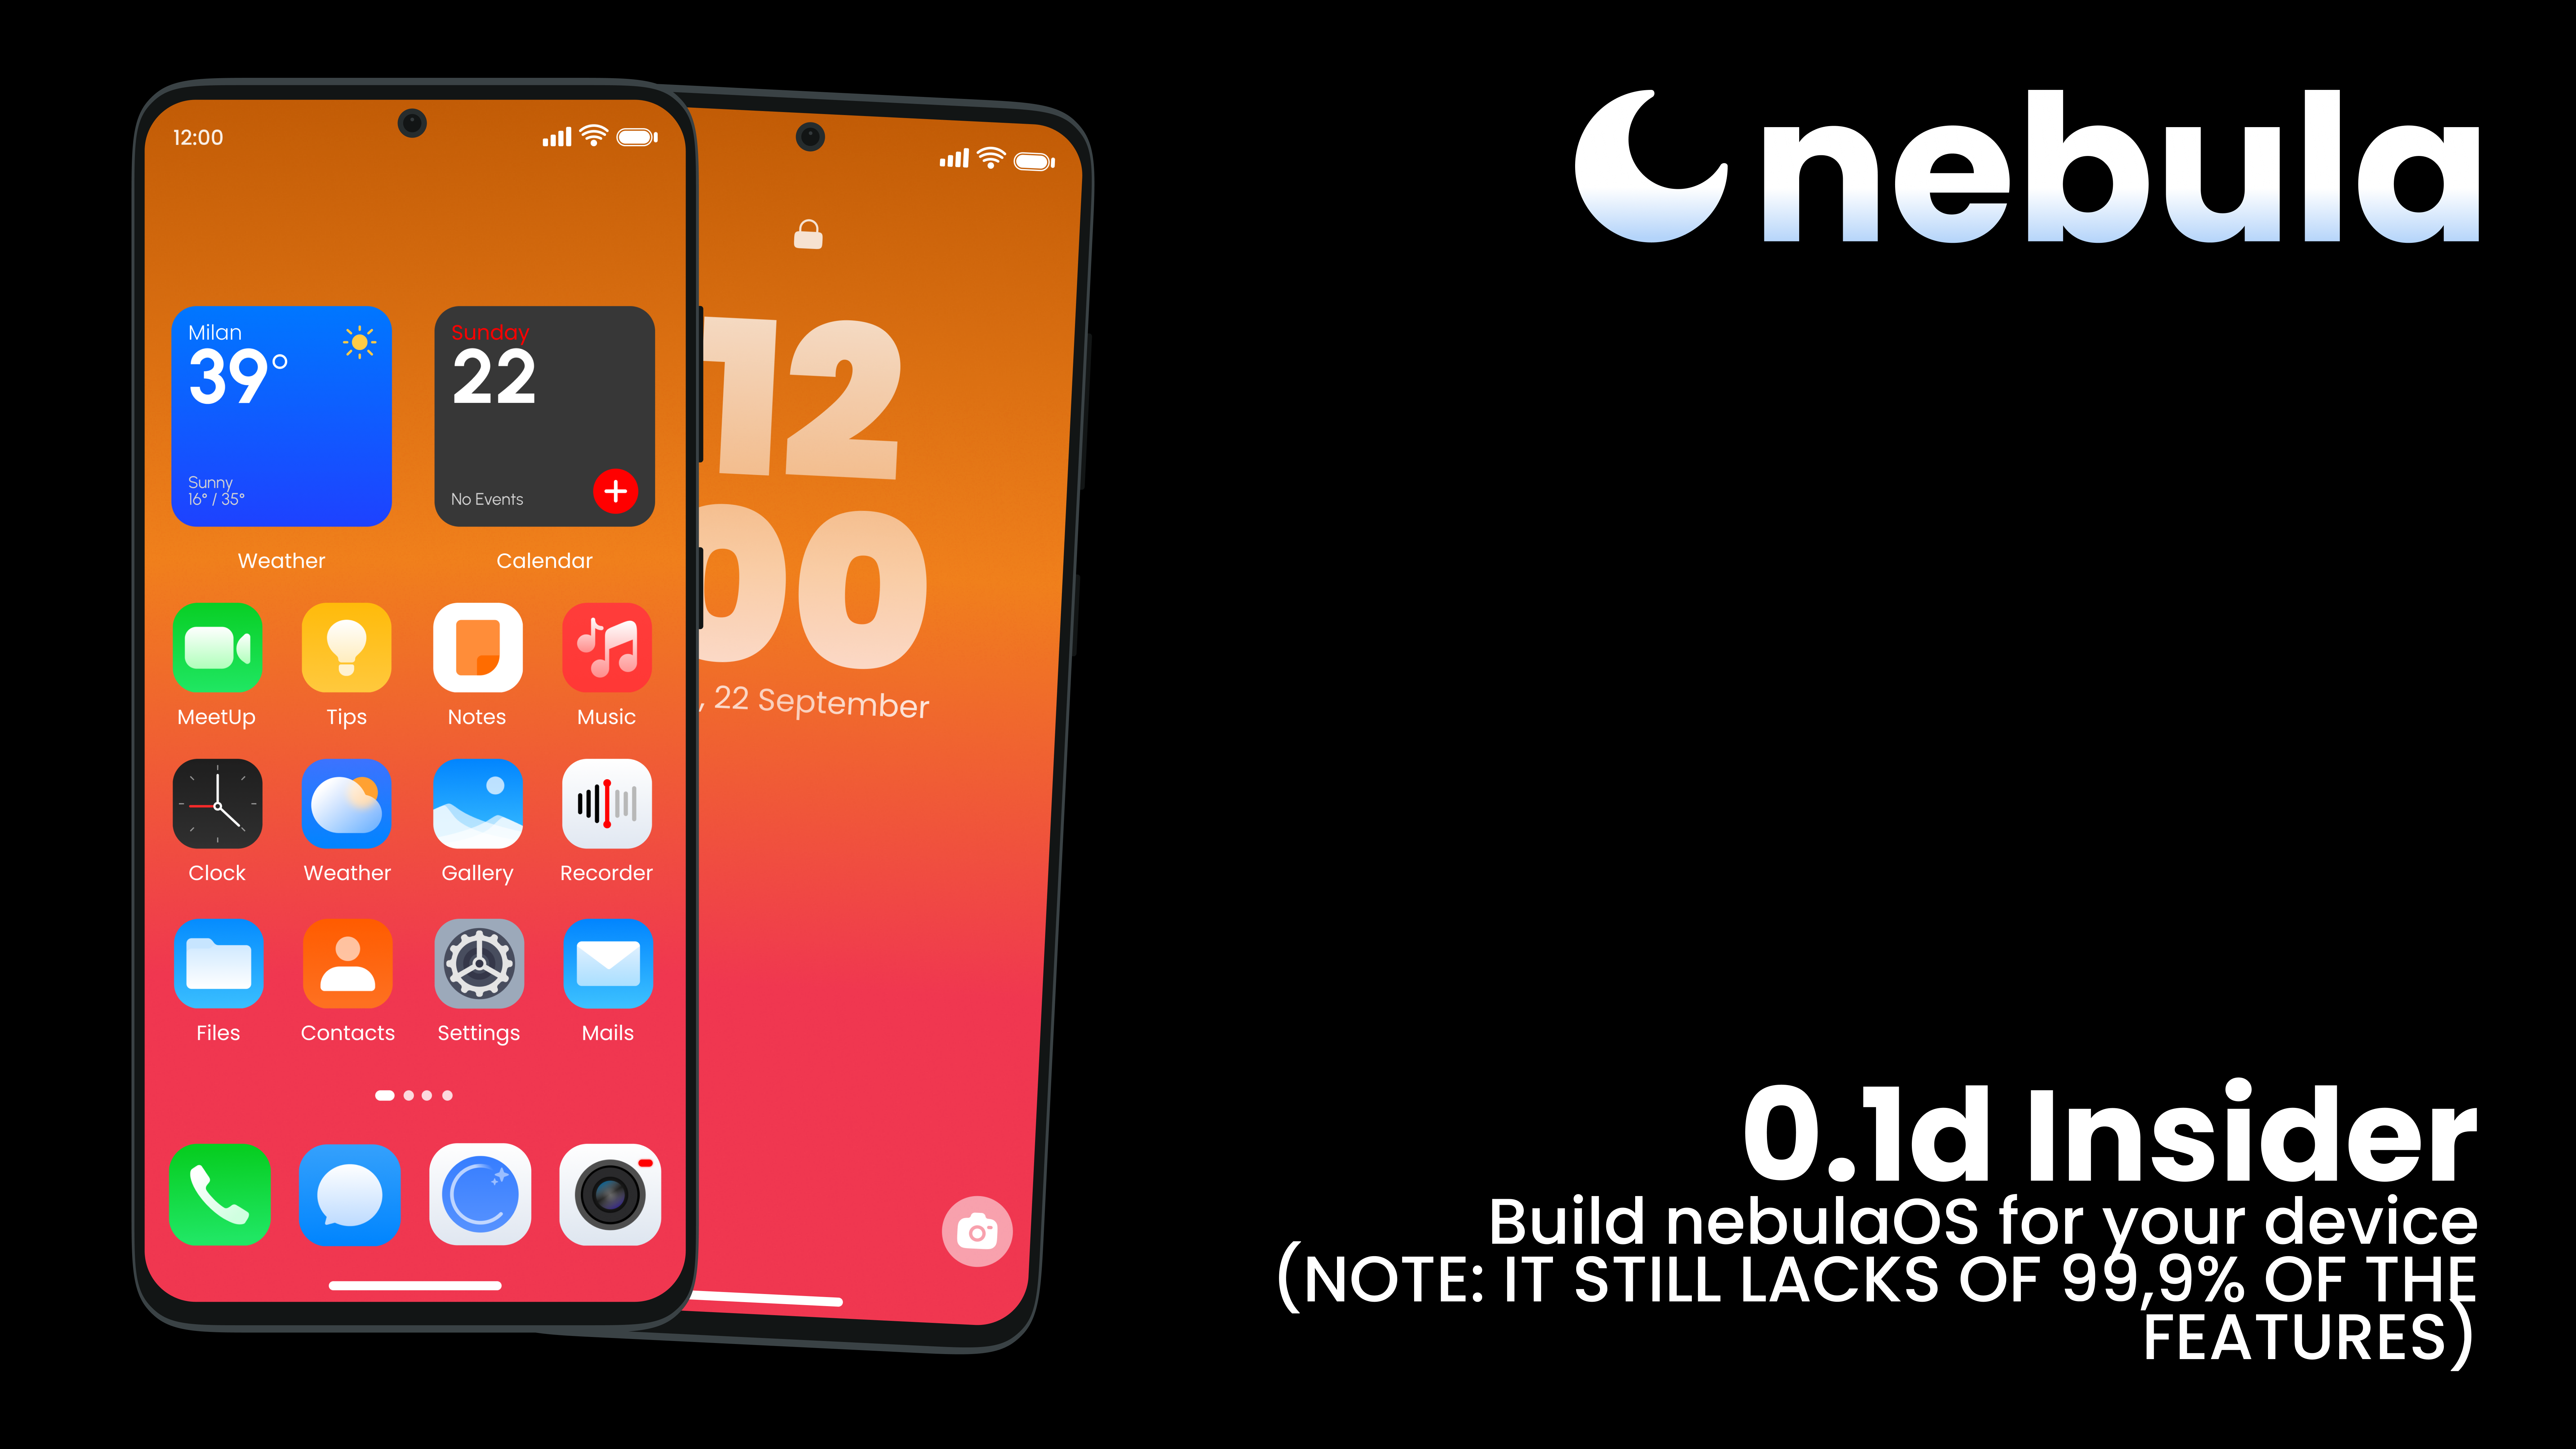 12:00
Milan
39°
Sunny
16° / 35°
Weather
Sunday
22
No Events
Calendar
MeetUp
Tips
Notes
Music
Clock
Weather
Gallery
Recorder
Files
Contacts
Settings
Mails
12
00
, 22 September
nebula
0.1d Insider
Build nebulaOS for your device
(NOTE: IT STILL LACKS OF 99,9% OF THE
FEATURES)